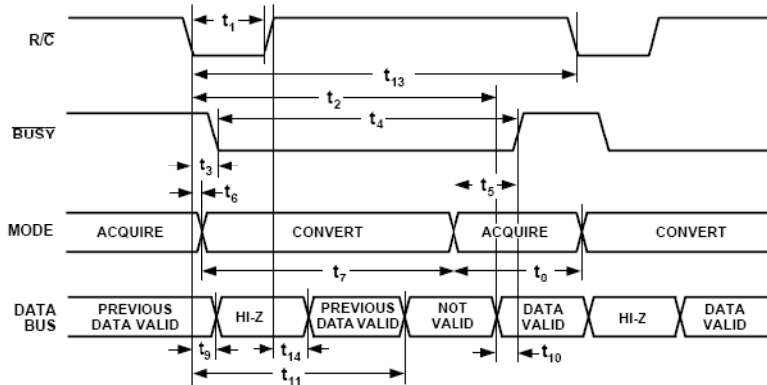 t1
R/C̅
t13
t2
t4
B̅U̅S̅Y̅
t3
t5
t6
MODE
ACQUIRE
CONVERT
ACQUIRE
CONVERT
t7
t0
DATA
BUS
PREVIOUS
DATA VALID
HI-Z
PREVIOUS
DATA VALID
NOT
VALID
DATA
VALID
HI-Z
DATA
VALID
t9
t14
t10
t11